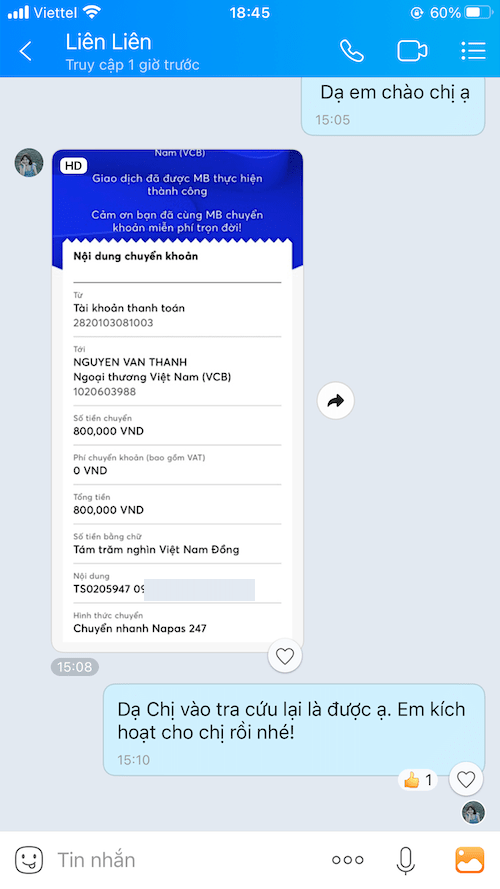 Viettel 18:45 60%
Liên Liên
Truy cập 1 giờ trước
Dạ em chào chị ạ
15:05
HD
Nam (VCB)
Giao dịch đã được MB thực hiện
thành công
Cảm ơn bạn đã cùng MB chuyển
khoản miễn phí trọn đời!
Nội dung chuyển khoản
Từ
Tài khoản thanh toán
2820103081003
Tới
NGUYEN VAN THANH
Ngoại thương Việt Nam (VCB)
1020603988
Số tiền chuyển
800,000 VND
Phí chuyển khoản (bao gồm VAT)
0 VND
Tổng tiền
800,000 VND
Số tiền bằng chữ
Tám trăm nghìn Việt Nam Đồng
Nội dung
TS0205947 09
Hình thức chuyển
Chuyển nhanh Napas 247
15:08
Dạ Chị vào tra cứu lại là được ạ. Em kích
hoạt cho chị rồi nhé!
15:10
1
Tin nhắn